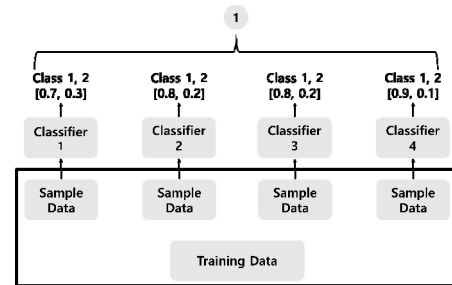 1
Class 1, 2 Class 1, 2 Class 1, 2 Class 1, 2
[0.7, 0.3] [0.8, 0.2] [0.8, 0.2] [0.9, 0.1]
Classifier Classifier Classifier Classifier
1 2 3 4
Sample Sample Sample Sample
Data Data Data Data
Training Data